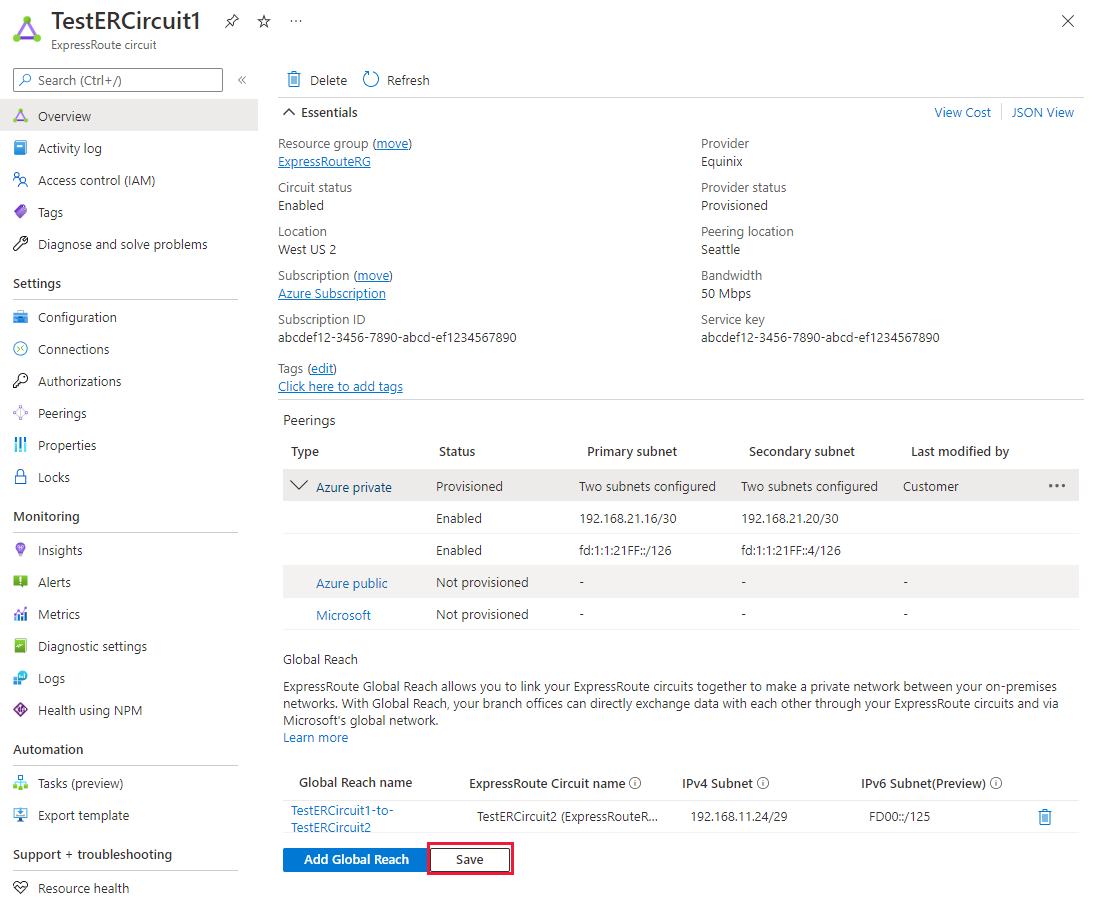 TestERCircuit1
ExpressRoute circuit
Search (Ctrl+/)
Overview
Activity log
Access control (IAM)
Tags
Diagnose and solve problems
Settings
Configuration
Connections
Authorizations
Peerings
Properties
Locks
Monitoring
Insights
Alerts
Metrics
Diagnostic settings
Logs
Health using NPM
Automation
Tasks (preview)
Export template
Support + troubleshooting
Resource health
Delete Refresh
Essentials
View Cost JSON View
Resource group (move)
ExpressRouteRG
Circuit status
Enabled
Location
West US 2
Subscription (move)
Azure Subscription
Subscription ID
abcdef12-3456-7890-abcd-ef1234567890
Tags (edit)
Click here to add tags
Provider
Equinix
Provider status
Provisioned
Peering location
Seattle
Bandwidth
50 Mbps
Service key
abcdef12-3456-7890-abcd-ef1234567890
Peerings
Type Status Primary subnet Secondary subnet Last modified by
Azure private Provisioned Two subnets configured Two subnets configured Customer
Enabled 192.168.21.16/30 192.168.21.20/30
Enabled fd:1:1:21FF::/126 fd:1:1:21FF::4/126
Azure public Not provisioned - - -
Microsoft Not provisioned - - -
Global Reach
ExpressRoute Global Reach allows you to link your ExpressRoute circuits together to make a private network between your on-premises
networks. With Global Reach, your branch offices can directly exchange data with each other through your ExpressRoute circuits and via
Microsoft's global network.
Learn more
Global Reach name ExpressRoute Circuit name IPv4 Subnet IPv6 Subnet(Preview)
TestERCircuit1-to-
TestERCircuit2 TestERCircuit2 (ExpressRouteR... 192.168.11.24/29 FD00::/125
Add Global Reach Save